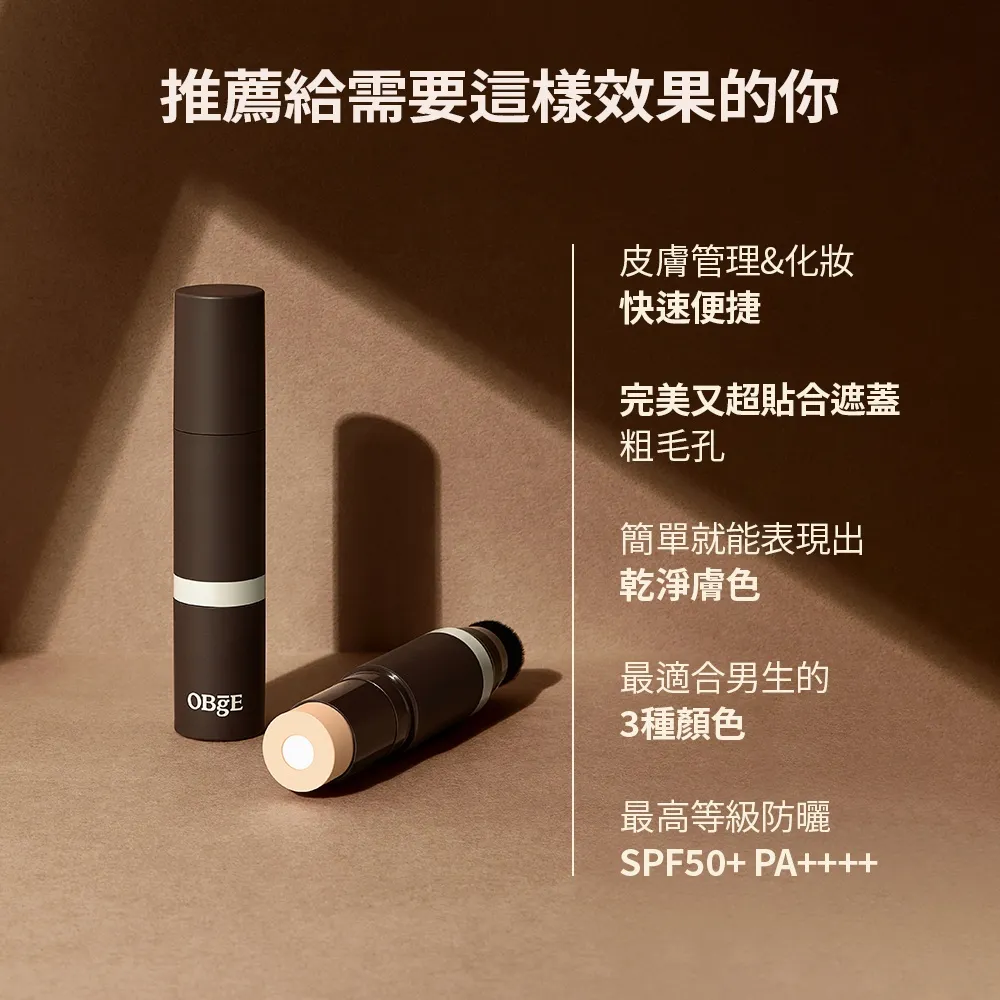 推薦給需要這樣效果的你
皮膚管理&化妝
快速便捷
完美又超貼合遮蓋
粗毛孔
簡單就能表現出
乾淨膚色
最適合男生的
3種顏色
最高等級防曬
SPF50+ PA++++
OBgE